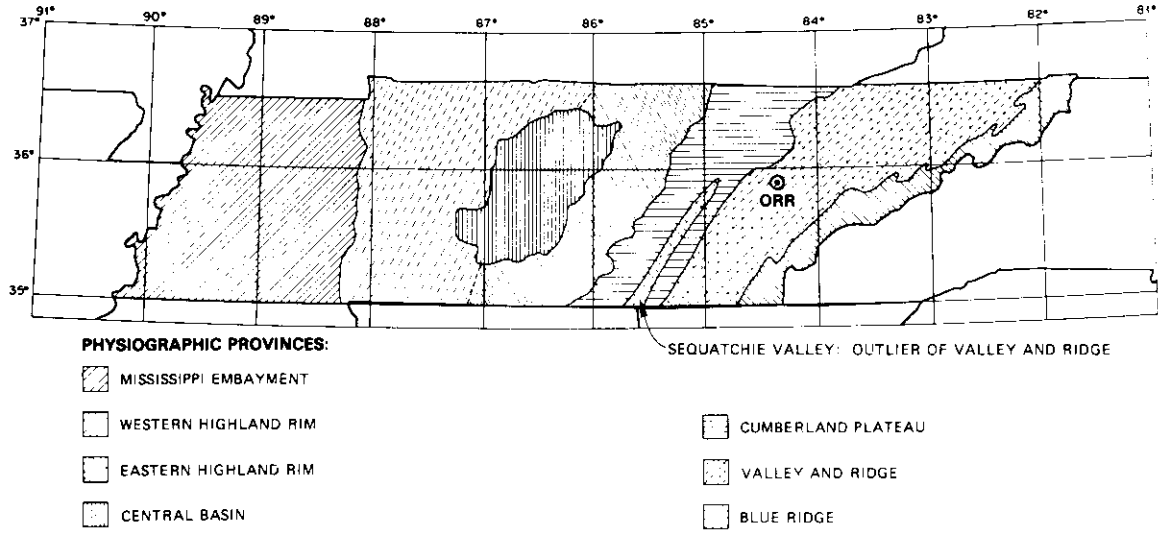 37°91° 90° 89° 88° 87° 86° 85° 84° 83° 82° 81°
36°
ORR
35°
SEQUATCHIE VALLEY: OUTLIER OF VALLEY AND RIDGE
PHYSIOGRAPHIC PROVINCES:
MISSISSIPPI EMBAYMENT
WESTERN HIGHLAND RIM
EASTERN HIGHLAND RIM
CENTRAL BASIN
CUMBERLAND PLATEAU
VALLEY AND RIDGE
BLUE RIDGE